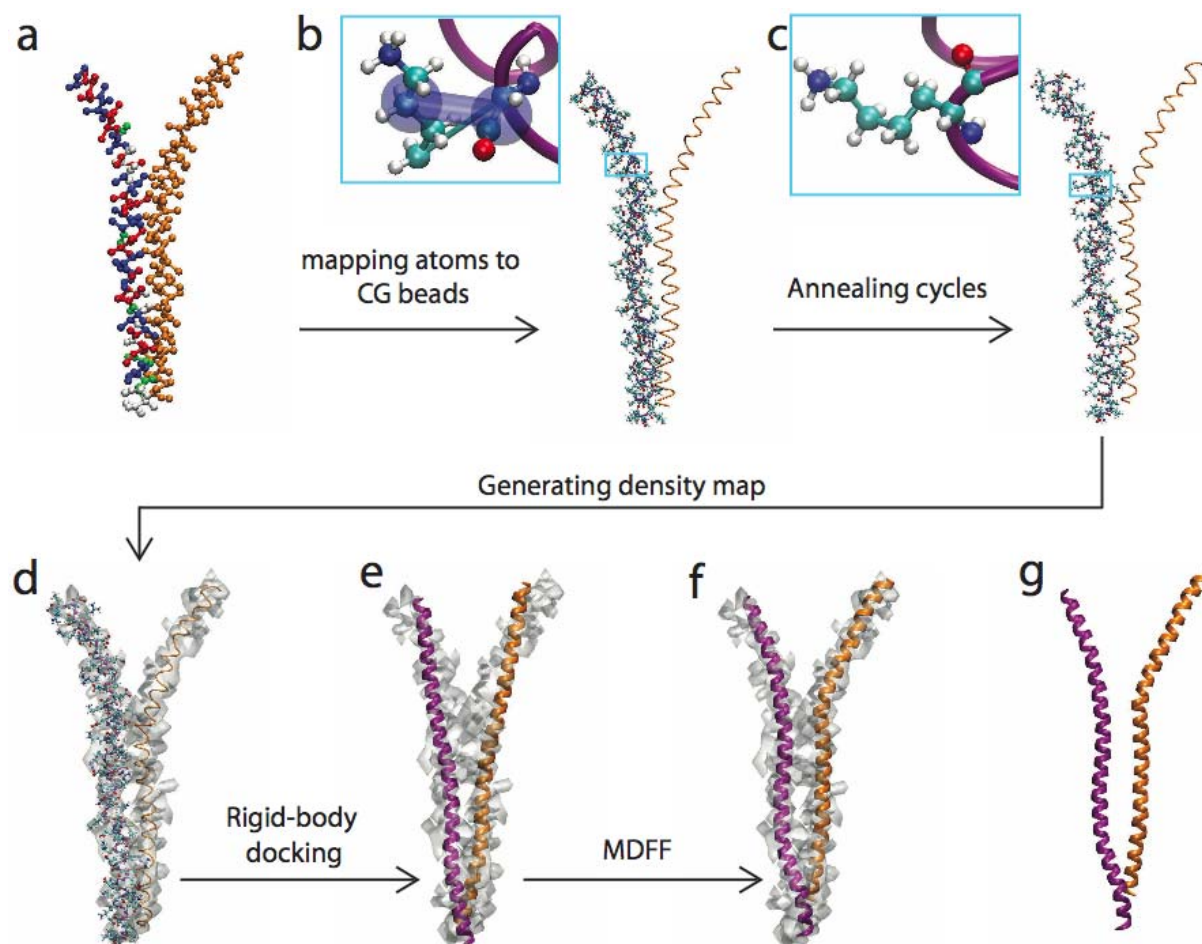 a
b
c
mapping atoms to
CG beads
Annealing cycles
Generating density map
d
e
f
g
Rigid-body
docking
MDFF